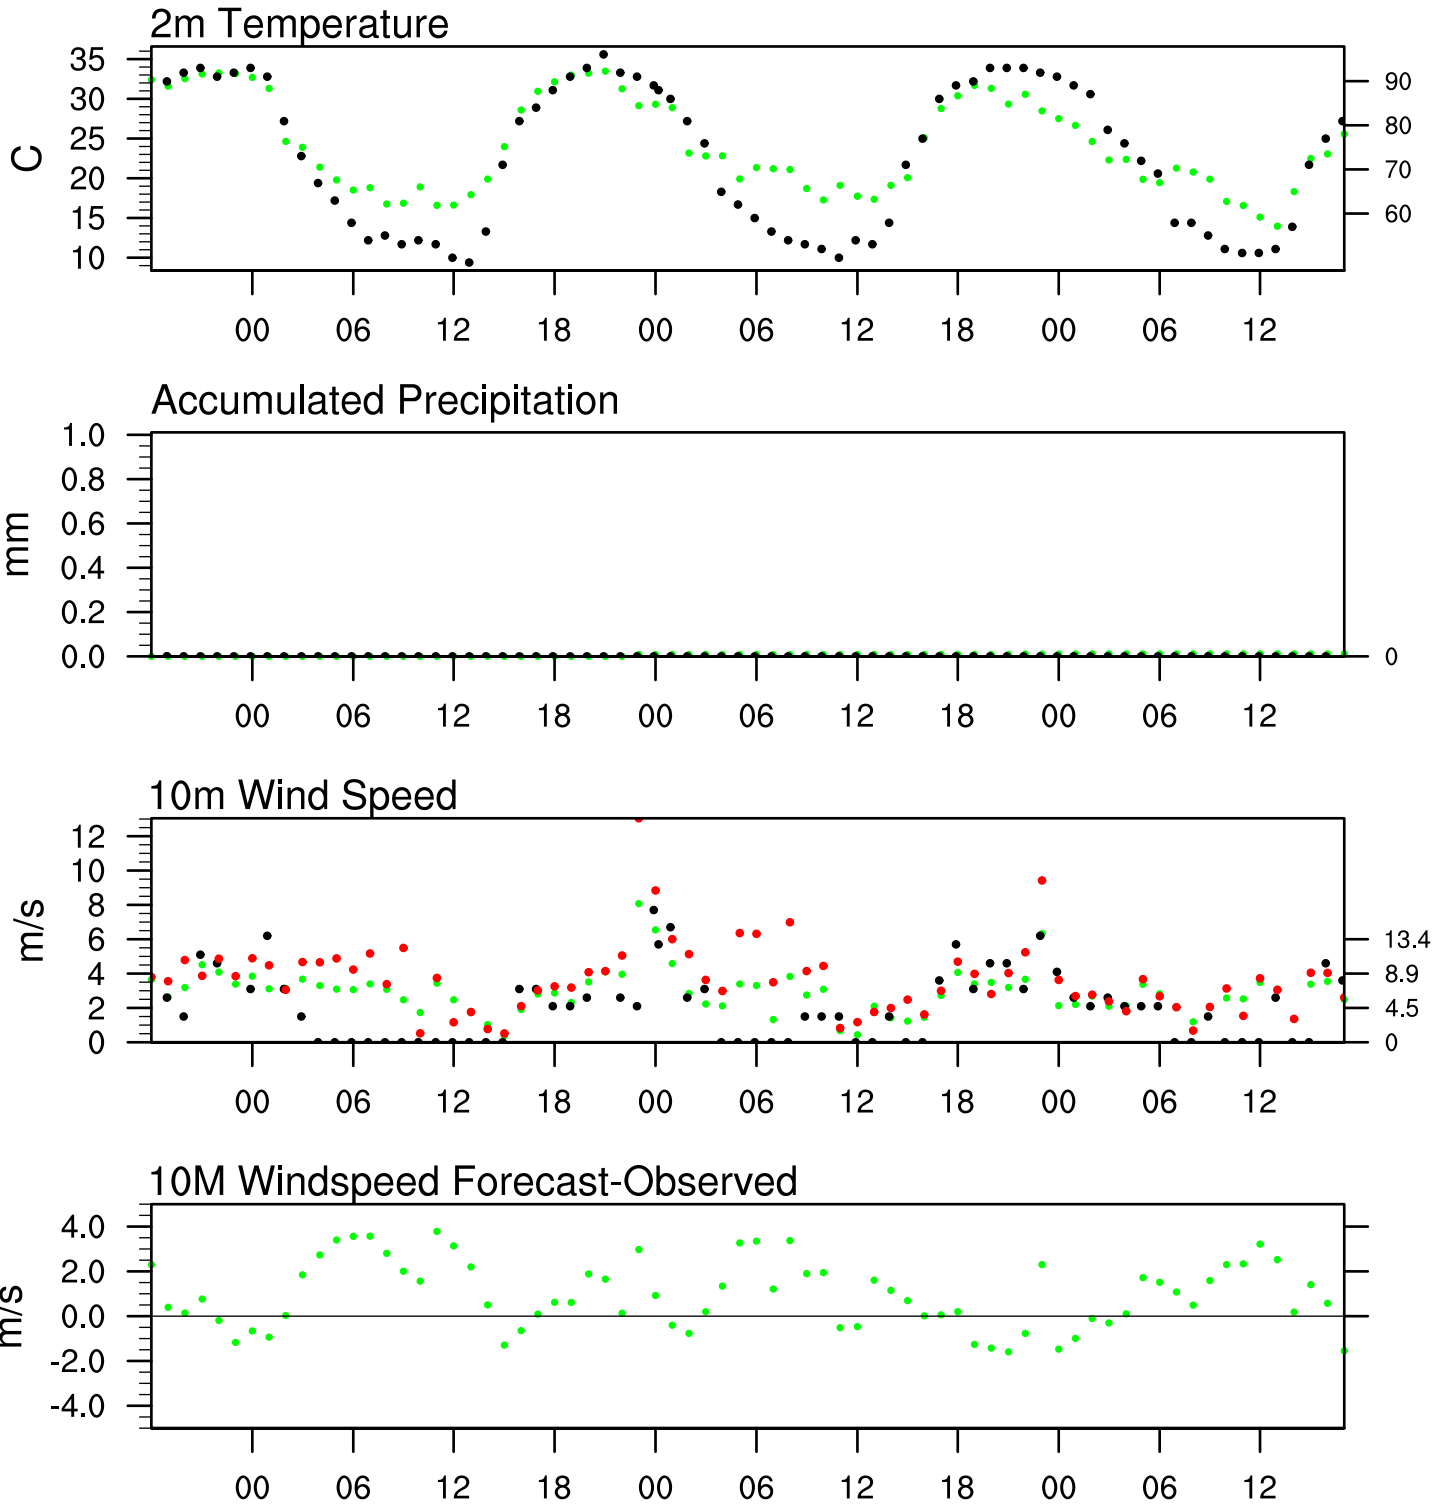 2m Temperature
35
30
25
20
15
10
C
90
80
70
60
00 06 12 18 00 06 12 18 00 06 12
Accumulated Precipitation
1.0
0.8
0.6
0.4
0.2
0.0
mm
0
00 06 12 18 00 06 12 18 00 06 12
10m Wind Speed
12
10
8
6
4
2
0
m/s
13.4
8.9
4.5
0
00 06 12 18 00 06 12 18 00 06 12
10M Windspeed Forecast-Observed
4.0
2.0
0.0
-2.0
-4.0
m/s
00 06 12 18 00 06 12 18 00 06 12